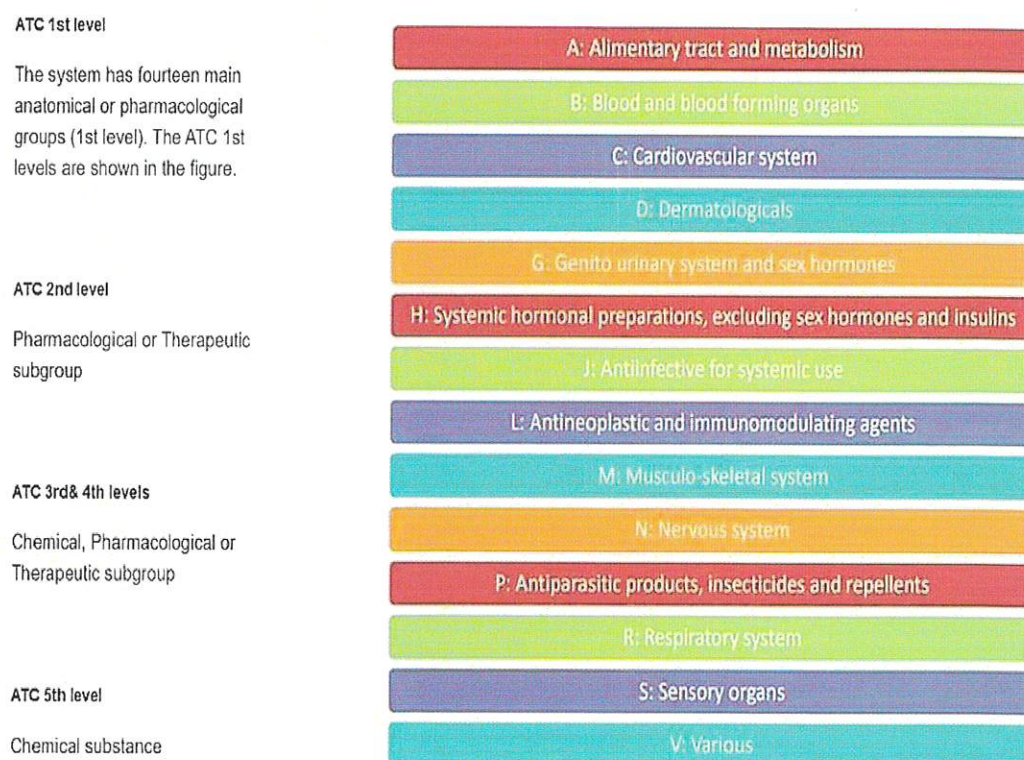 ATC 1st level
The system has fourteen main
anatomical or pharmacological
groups (1st level). The ATC 1st
levels are shown in the figure.
ATC 2nd level
Pharmacological or Therapeutic
subgroup
ATC 3rd& 4th levels
Chemical, Pharmacological or
Therapeutic subgroup
ATC 5th level
Chemical substance
A: Alimentary tract and metabolism
B: Blood and blood forming organs
C: Cardiovascular system
D: Dermatologicals
G: Genito urinary system and sex hormones
H: Systemic hormonal preparations, excluding sex hormones and insulins
J: Antiinfective for systemic use
L: Antineoplastic and immunomodulating agents
M: Musculo-skeletal system
N: Nervous system
P: Antiparasitic products, insecticides and repellents
R: Respiratory system
S: Sensory organs
V: Various